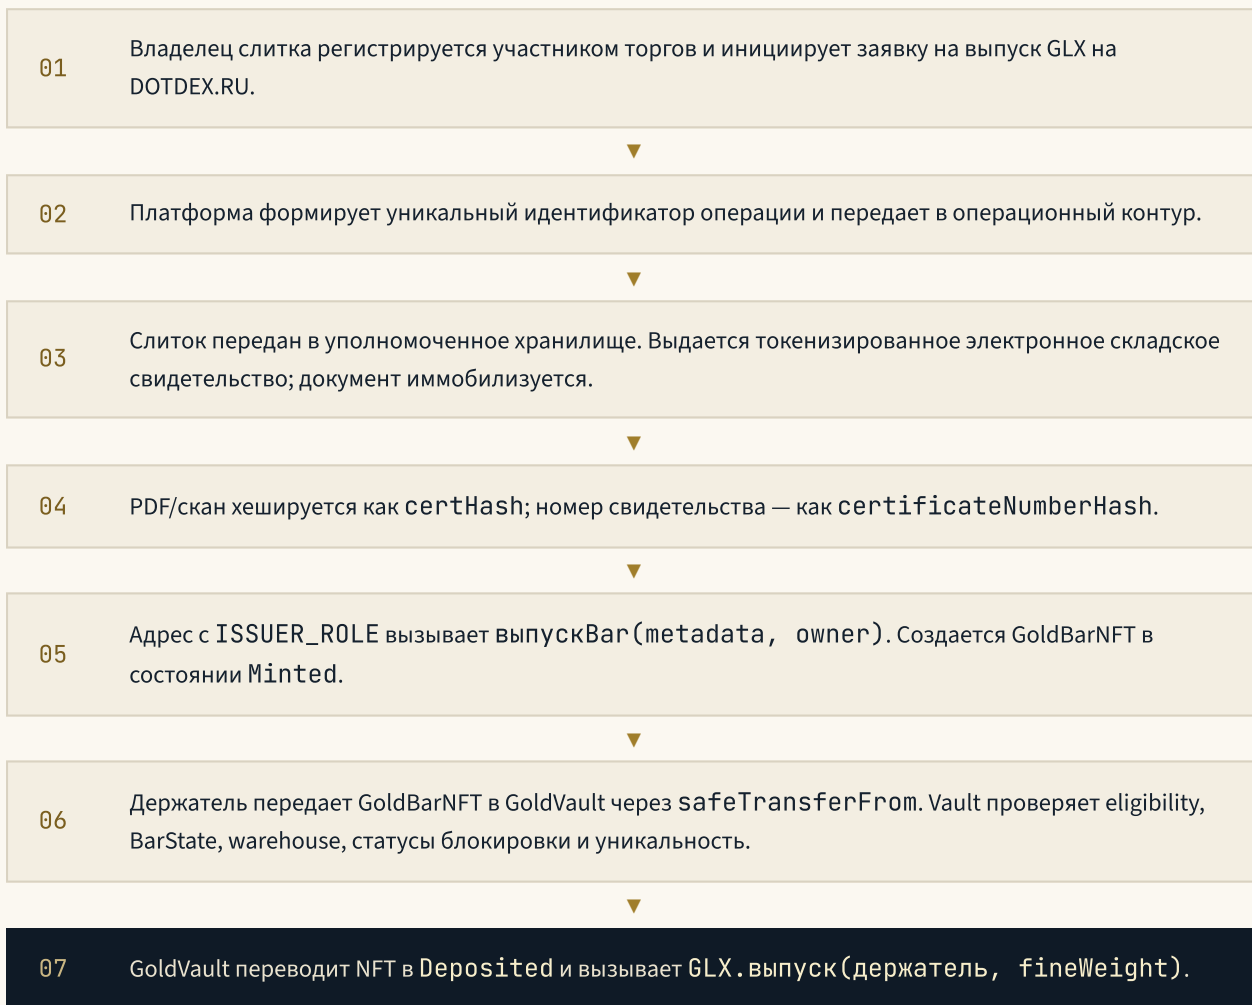 01
Владелец слитка регистрируется участником торгов и инициирует заявку на выпуск GLX на
DOTDEX.RU.
02
Платформа формирует уникальный идентификатор операции и передает в операционный контур.
03
Слиток передан в уполномоченное хранилище. Выдается токенизированное электронное складское
свидетельство; документ иммобилизуется.
04
PDF/скан хешируется как certHash; номер свидетельства — как certificateNumberHash.
05
Адрес с ISSUER_ROLE вызывает выпускBar(metadata, owner). Создается GoldBarNFT в
состоянии Minted.
06
Держатель передает GoldBarNFT в GoldVault через safeTransferFrom. Vault проверяет eligibility,
BarState, warehouse, статусы блокировки и уникальность.
07
GoldVault переводит NFT в Deposited и вызывает GLX.выпуск(держатель, fineWeight).